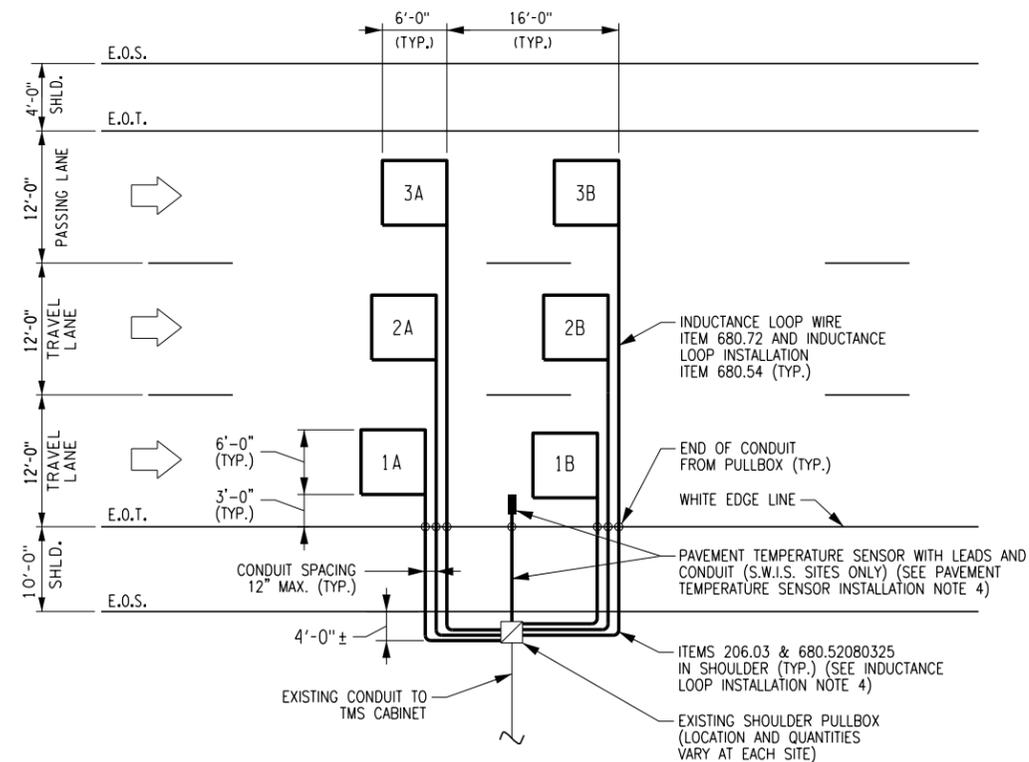 6'-0"
(TYP.)
16'-0"
(TYP.)
E.O.S.
4'-0"
SHLD.
E.O.T.
12'-0"
PASSING LANE
3A
3B
12'-0"
TRAVEL
LANE
2A
2B
INDUCTANCE LOOP WIRE
ITEM 680.72 AND INDUCTANCE
LOOP INSTALLATION
ITEM 680.54 (TYP.)
12'-0"
TRAVEL
LANE
6'-0"
(TYP.)
1A
1B
3'-0"
(TYP.)
END OF CONDUIT
FROM PULLBOX (TYP.)
WHITE EDGE LINE
E.O.T.
10'-0"
SHLD.
CONDUIT SPACING
12" MAX. (TYP.)
PAVEMENT TEMPERATURE SENSOR WITH LEADS AND
CONDUIT (S.W.I.S. SITES ONLY) (SEE PAVEMENT
TEMPERATURE SENSOR INSTALLATION NOTE 4)
E.O.S.
4'-0"±
ITEMS 206.03 & 680.52080325
IN SHOULDER (TYP.) (SEE INDUCTANCE
LOOP INSTALLATION NOTE 4)
EXISTING CONDUIT TO
TMS CABINET
EXISTING SHOULDER PULLBOX
(LOCATION AND QUANTITIES
VARY AT EACH SITE)